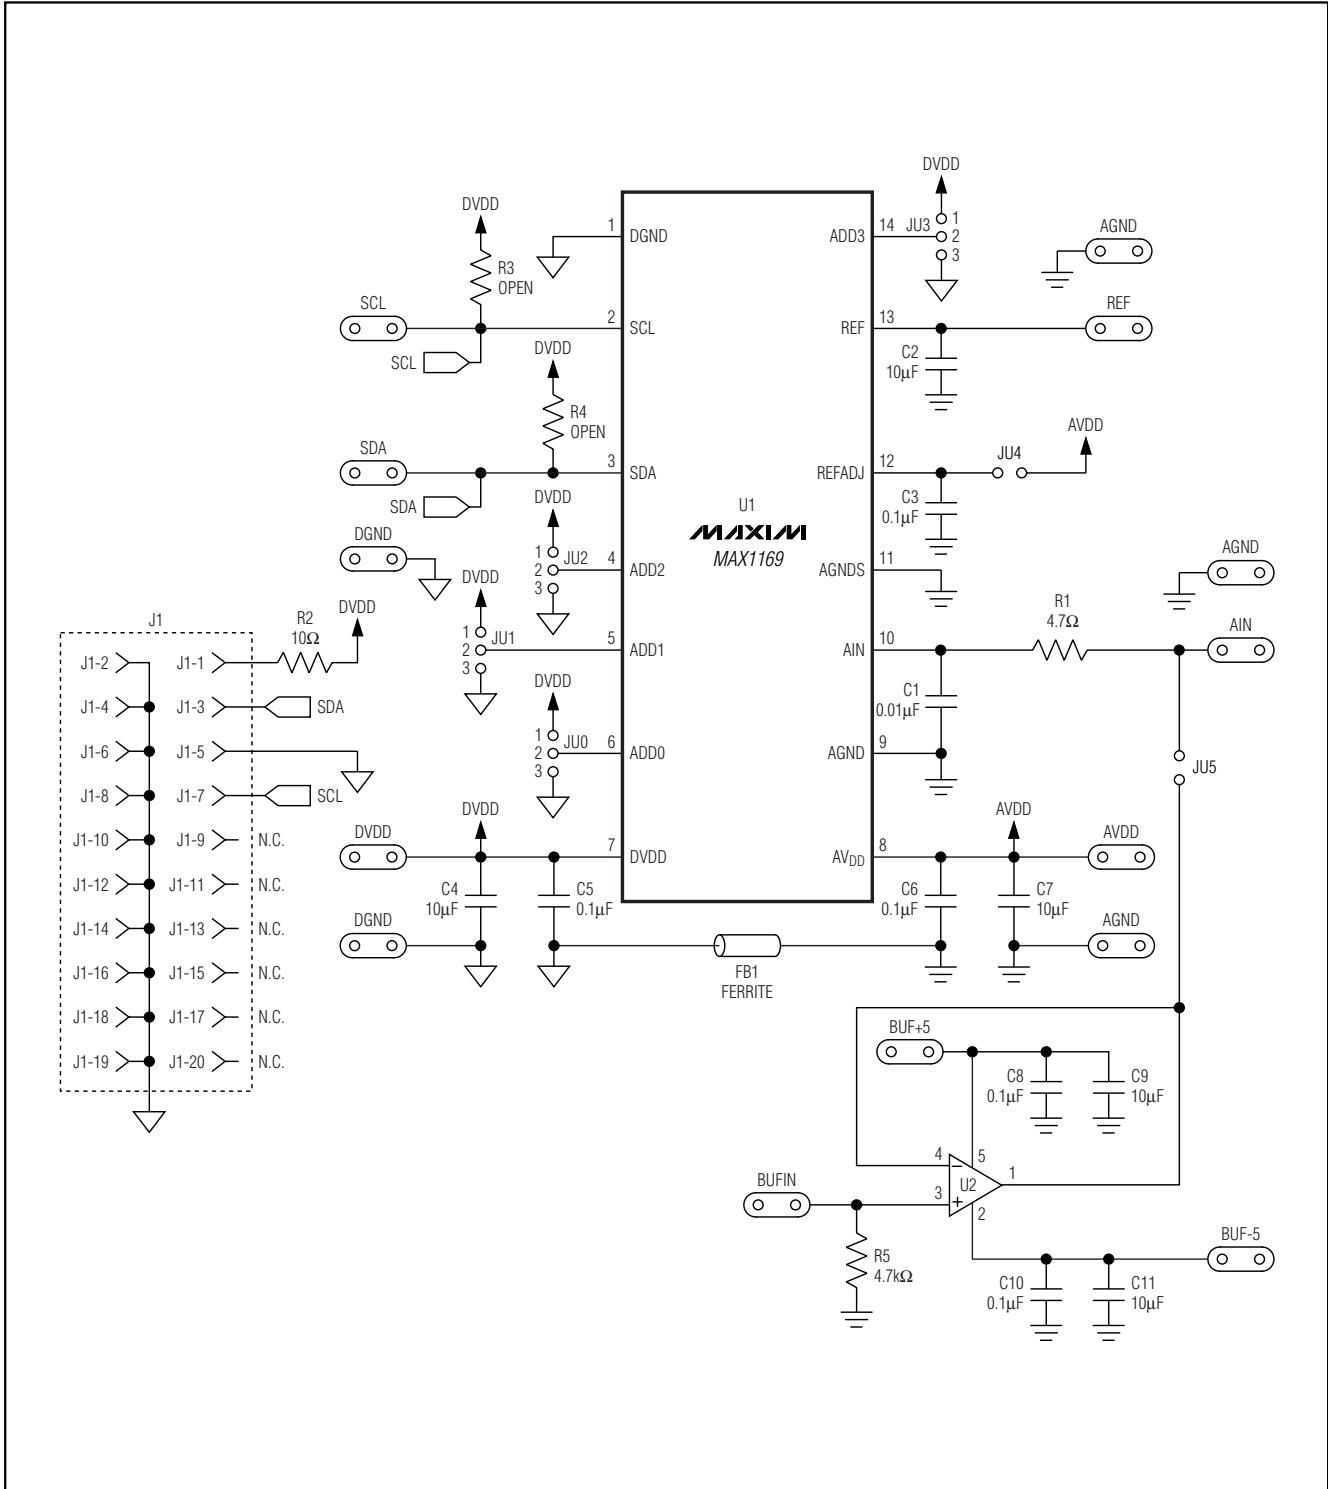 DVDD
DVDD
1
DGND
ADD3
14
JU3
1
2
3
AGND
R3
OPEN
SCL
2
SCL
REF
13
REF
SCL
DVDD
C2
10µF
R4
OPEN
AVDD
SDA
3
SDA
REFADJ
12
JU4
SDA
DVDD
U1
C3
0.1µF
MAXIM
MAX1169
DGND
1
2
3
JU2
4
ADD2
AGNDS
11
AGND
DVDD
J1
R2
10Ω
DVDD
R1
4.7Ω
1
2
3
JU1
5
ADD1
AIN
10
AIN
J1-2
J1-1
J1-4
J1-3
SDA
DVDD
C1
0.01µF
J1-6
J1-5
1
2
3
JU0
6
ADD0
AGND
9
JU5
J1-8
J1-7
SCL
DVDD
DVDD
AVDD
AVDD
J1-10
J1-9
N.C.
7
DVDD
AVDD
8
J1-12
J1-11
N.C.
C4
10µF
C5
0.1µF
C6
0.1µF
C7
10µF
J1-14
J1-13
N.C.
DGND
AGND
J1-16
J1-15
N.C.
FB1
FERRITE
J1-18
J1-17
N.C.
BUF+5
J1-19
J1-20
N.C.
C8
0.1µF
C9
10µF
4
5
−
U2
1
BUFIN
3
+
2
R5
4.7kΩ
BUF-5
C10
0.1µF
C11
10µF